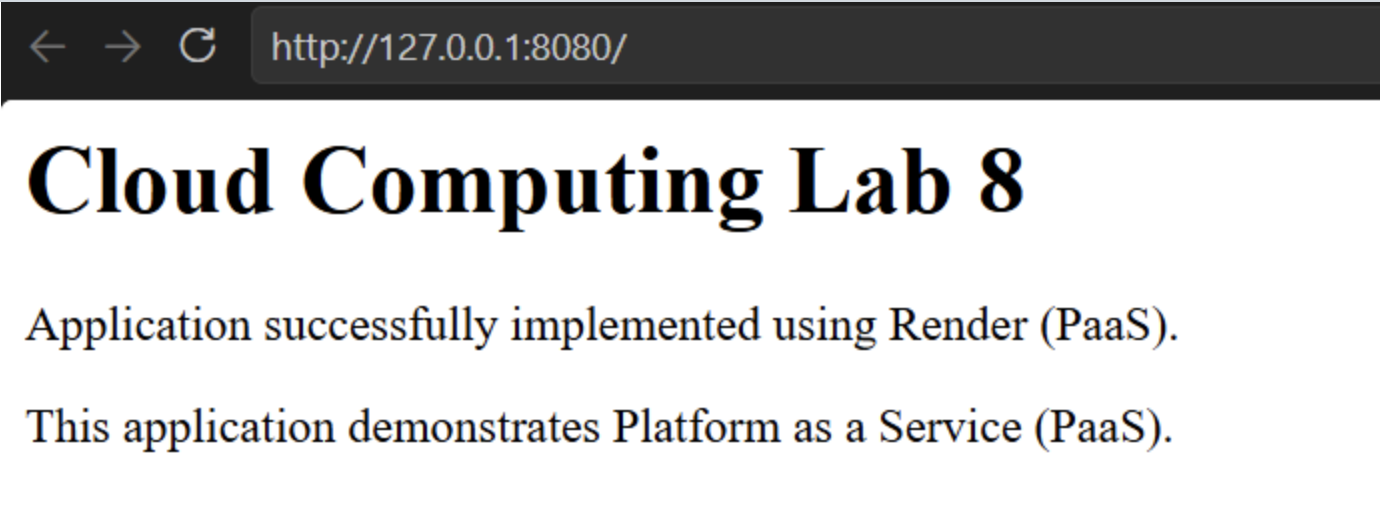 http://127.0.0.1:8080/
Cloud Computing Lab 8
Application successfully implemented using Render (PaaS).
This application demonstrates Platform as a Service (PaaS).